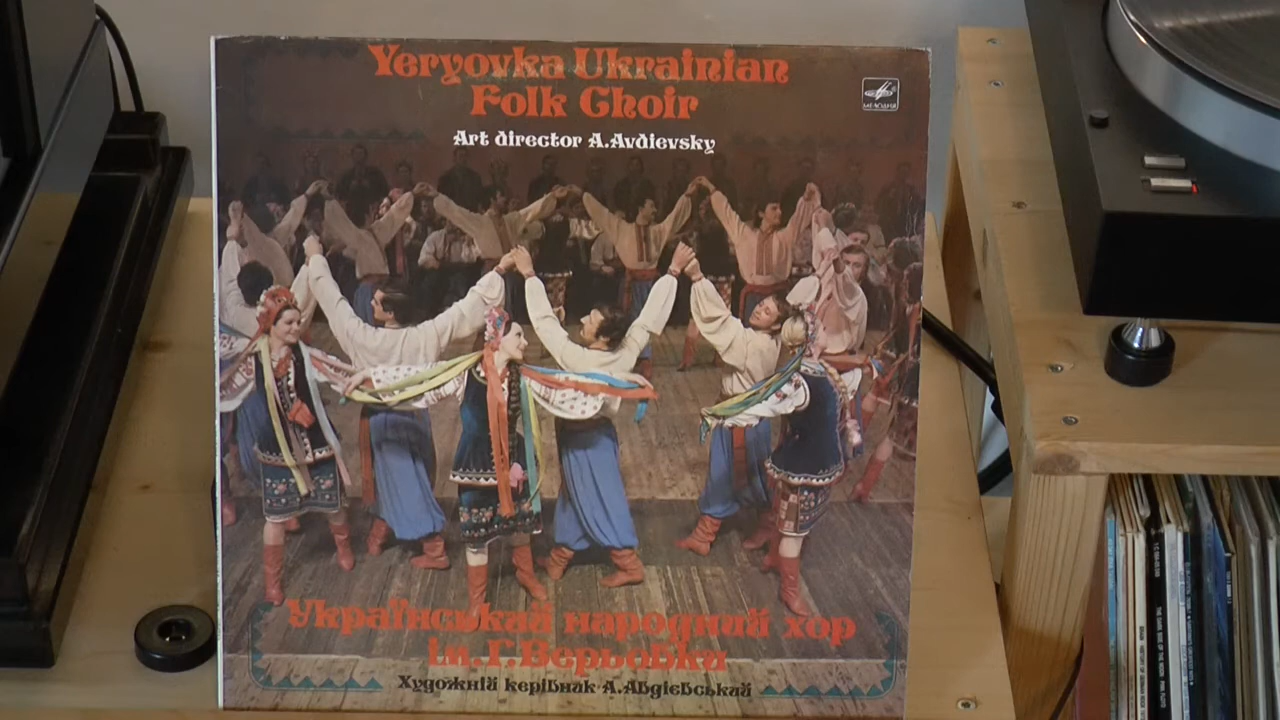 Yeryovka Ukrainian
Folk Choir
Art director A.Avdievsky
МЕЛОДИЯ
Український народний хор
ім.Г.Верьовки
Художній керівник А.Авдієвський